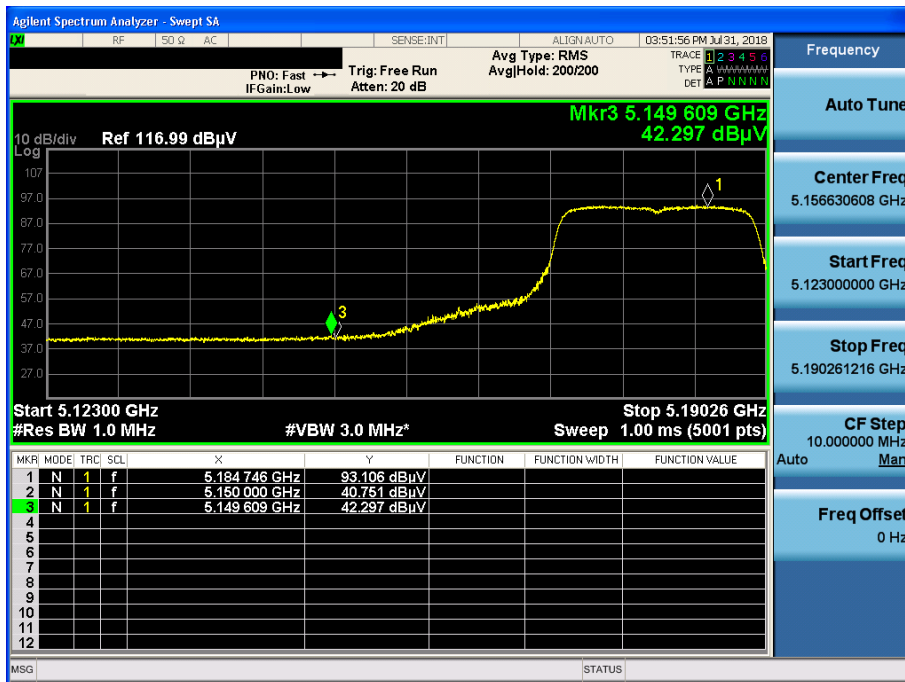 Agilent Spectrum Analyzer - Swept SA
LXI RF 50 Ω AC SENSE:INT ALIGN AUTO 03:51:56 PM Jul 31, 2018
PNO: Fast
IFGain:Low
Trig: Free Run
Atten: 20 dB
Avg Type: RMS
Avg|Hold: 200/200
TRACE 1 2 3 4 5 6
TYPE A WWWWW
DET A P N N N N
Mkr3 5.149 609 GHz
42.297 dBµV
10 dB/div Ref 116.99 dBµV
Log
107
97.0
87.0
77.0
67.0
57.0
47.0
37.0
27.0
1
3
Start 5.12300 GHz Stop 5.19026 GHz
#Res BW 1.0 MHz #VBW 3.0 MHz* Sweep 1.00 ms (5001 pts)
MKR MODE TRC SCL X Y FUNCTION FUNCTION WIDTH FUNCTION VALUE
1 N 1 f 5.184 746 GHz 93.106 dBµV
2 N 1 f 5.150 000 GHz 40.751 dBµV
3 N 1 f 5.149 609 GHz 42.297 dBµV
4
5
6
7
8
9
10
11
12
MSG STATUS
Frequency
Auto Tune
Center Freq
5.156630608 GHz
Start Freq
5.123000000 GHz
Stop Freq
5.190261216 GHz
CF Step
10.000000 MHz
Auto Man
Freq Offset
0 Hz